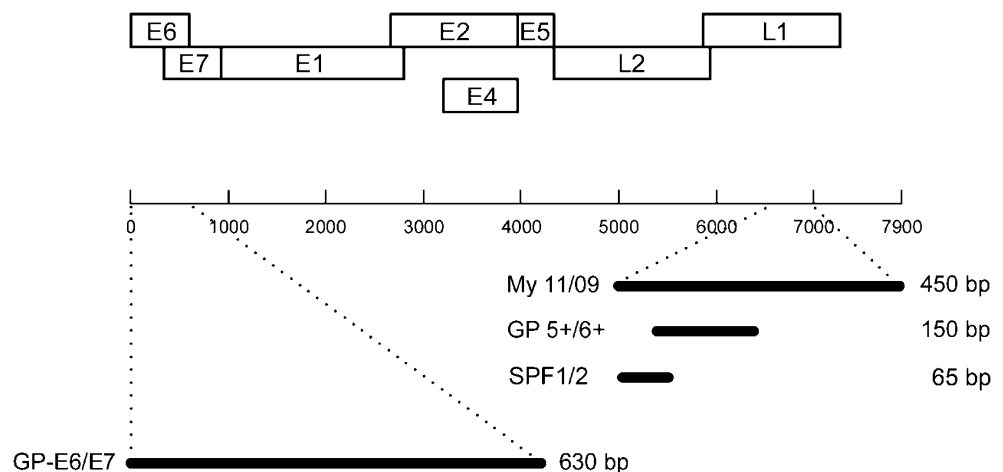 E6 E2 E5 L1
E7 E1 L2
E4
0 1000 2000 3000 4000 5000 6000 7000 7900
My 11/09 450 bp
GP 5+/6+ 150 bp
SPF1/2 65 bp
GP-E6/E7 630 bp